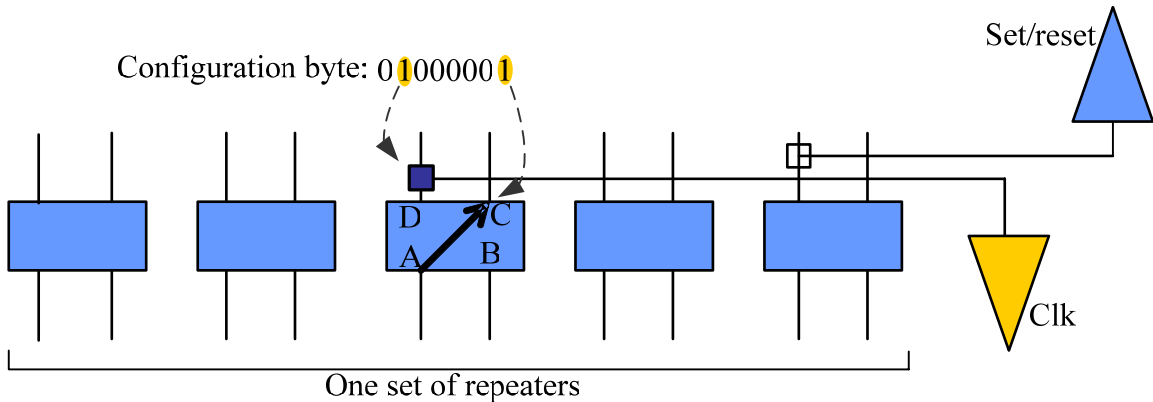 Set/reset
Configuration byte: 01000001
D C
A B
Clk
One set of repeaters